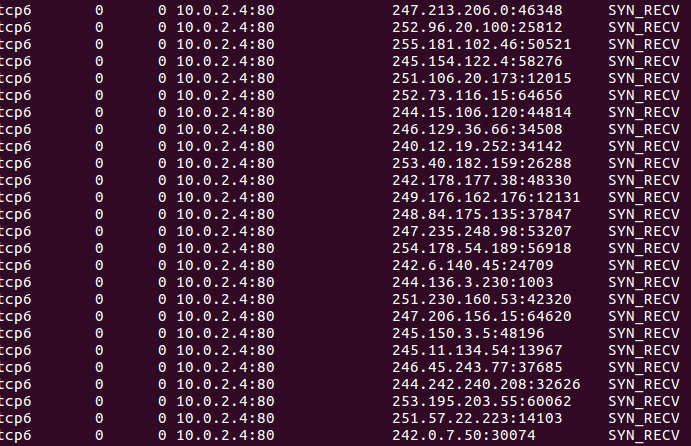 tcp6 0 0 10.0.2.4:80 247.213.206.0:46348 SYN_RECV
tcp6 0 0 10.0.2.4:80 252.96.20.100:25812 SYN_RECV
tcp6 0 0 10.0.2.4:80 255.181.102.46:50521 SYN_RECV
tcp6 0 0 10.0.2.4:80 245.154.122.4:58276 SYN_RECV
tcp6 0 0 10.0.2.4:80 251.106.20.173:12015 SYN_RECV
tcp6 0 0 10.0.2.4:80 252.73.116.15:64656 SYN_RECV
tcp6 0 0 10.0.2.4:80 244.15.106.120:44814 SYN_RECV
tcp6 0 0 10.0.2.4:80 246.129.36.66:34508 SYN_RECV
tcp6 0 0 10.0.2.4:80 240.12.19.252:34142 SYN_RECV
tcp6 0 0 10.0.2.4:80 253.40.182.159:26288 SYN_RECV
tcp6 0 0 10.0.2.4:80 242.178.177.38:48330 SYN_RECV
tcp6 0 0 10.0.2.4:80 249.176.162.176:12131 SYN_RECV
tcp6 0 0 10.0.2.4:80 248.84.175.135:37847 SYN_RECV
tcp6 0 0 10.0.2.4:80 247.235.248.98:53207 SYN_RECV
tcp6 0 0 10.0.2.4:80 254.178.54.189:56918 SYN_RECV
tcp6 0 0 10.0.2.4:80 242.6.140.45:24709 SYN_RECV
tcp6 0 0 10.0.2.4:80 244.136.3.230:1003 SYN_RECV
tcp6 0 0 10.0.2.4:80 251.230.160.53:42320 SYN_RECV
tcp6 0 0 10.0.2.4:80 247.206.156.15:64620 SYN_RECV
tcp6 0 0 10.0.2.4:80 245.150.3.5:48196 SYN_RECV
tcp6 0 0 10.0.2.4:80 245.11.134.54:13967 SYN_RECV
tcp6 0 0 10.0.2.4:80 246.45.243.77:37685 SYN_RECV
tcp6 0 0 10.0.2.4:80 244.242.240.208:32626 SYN_RECV
tcp6 0 0 10.0.2.4:80 253.195.203.55:60062 SYN_RECV
tcp6 0 0 10.0.2.4:80 251.57.22.223:14103 SYN_RECV
tcp6 0 0 10.0.2.4:80 242.0.7.50:30074 SYN_RECV